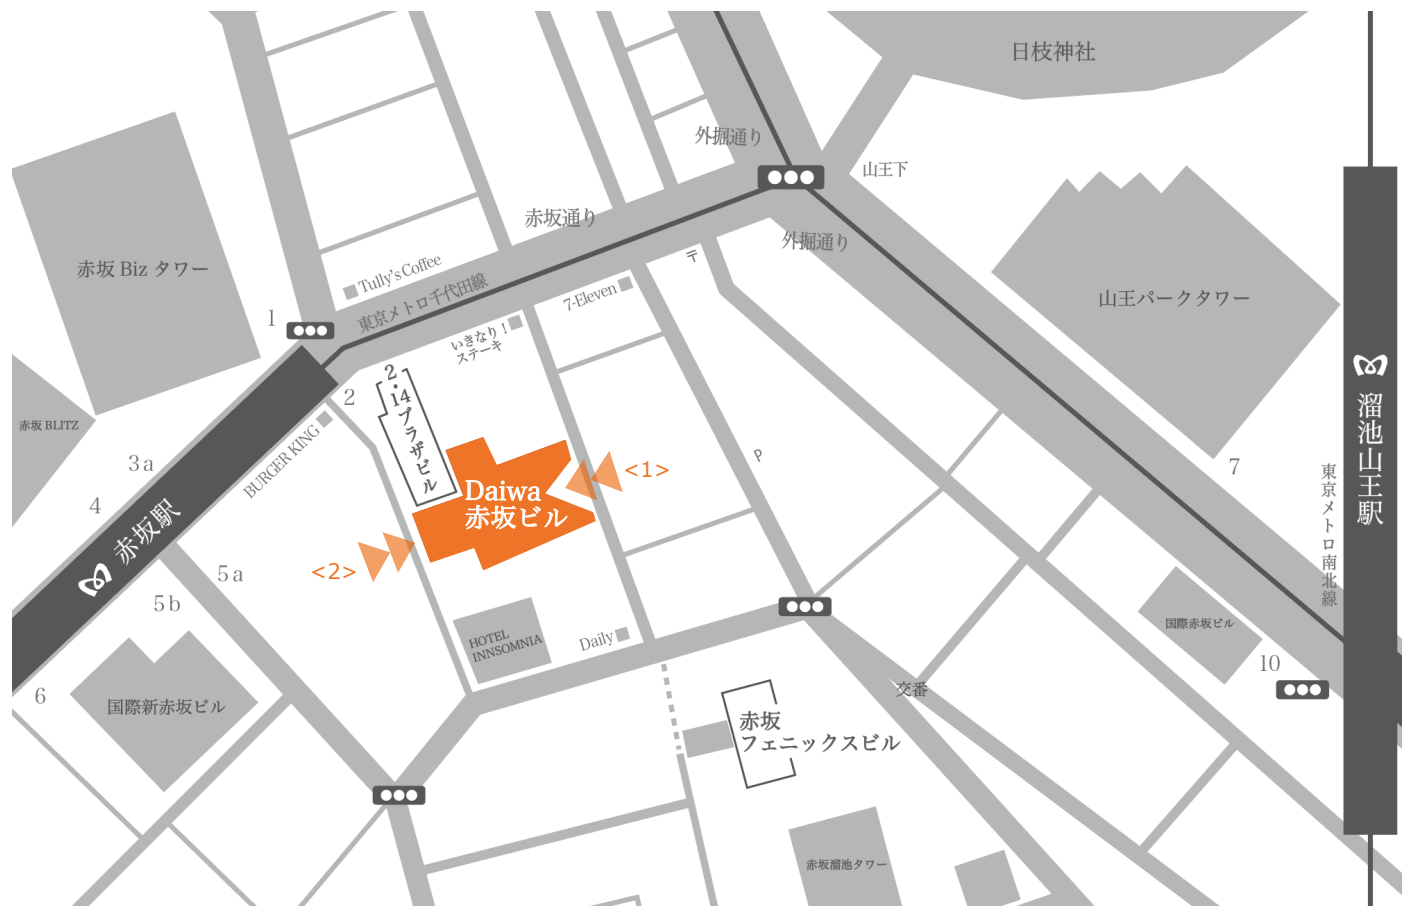 日枝神社
外掘通り
山王下
赤坂通り
外掘通り
〒
赤坂 Biz タワー
Tully's Coffee
東京メトロ千代田線
7-Eleven
山王パークタワー
1
いきなり！
ステーキ
2
2・14プラザビル
赤坂 BLITZ
BURGER KING
3a
4
赤坂駅
Daiwa
赤坂ビル
<1>
<2>
P
7
溜池山王駅
東京メトロ南北線
5a
5b
6
国際新赤坂ビル
HOTEL
INNSOMNIA
Daily
国際赤坂ビル
10
交番
赤坂
フェニックスビル
赤坂溜池タワー